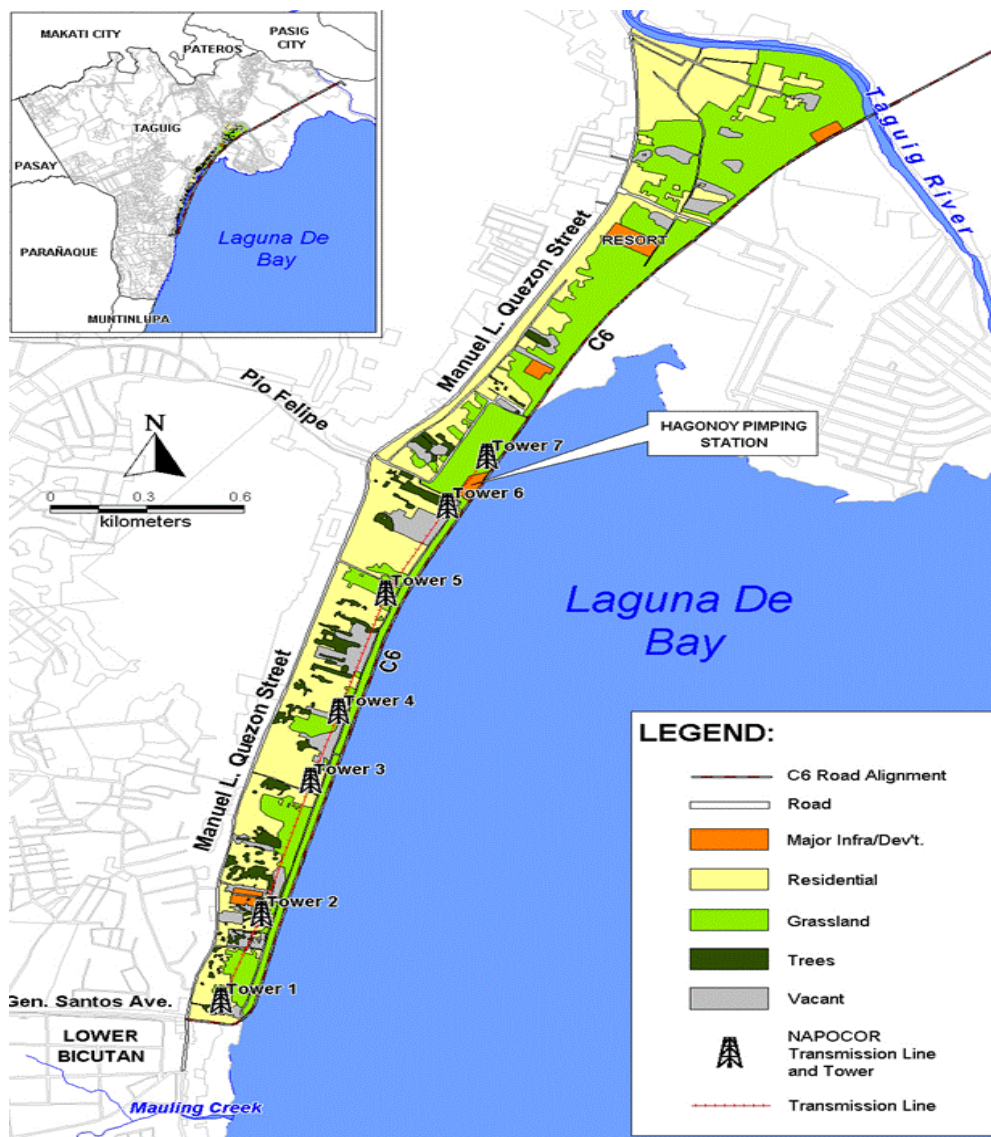 MAKATI CITY
PASIG
CITY
PATEROS
TAGUIG
PASAY
PARAÑAQUE
Laguna De
Bay
MUNTINLUPA
Taguig River
Manuel L. Quezon Street
RESORT
C6
Pio Felipe
N
0 0.3 0.6
kilometers
HAGONOY PIMPING
STATION
Tower 7
Tower 6
Tower 5
Laguna De
Bay
C6
Manuel L. Quezon Street
Tower 4
Tower 3
Tower 2
Tower 1
Gen. Santos Ave.
LOWER
BICUTAN
Mauling Creek
LEGEND:
C6 Road Alignment
Road
Major Infra/Dev't.
Residential
Grassland
Trees
Vacant
NAPOCOR
Transmission Line
and Tower
Transmission Line